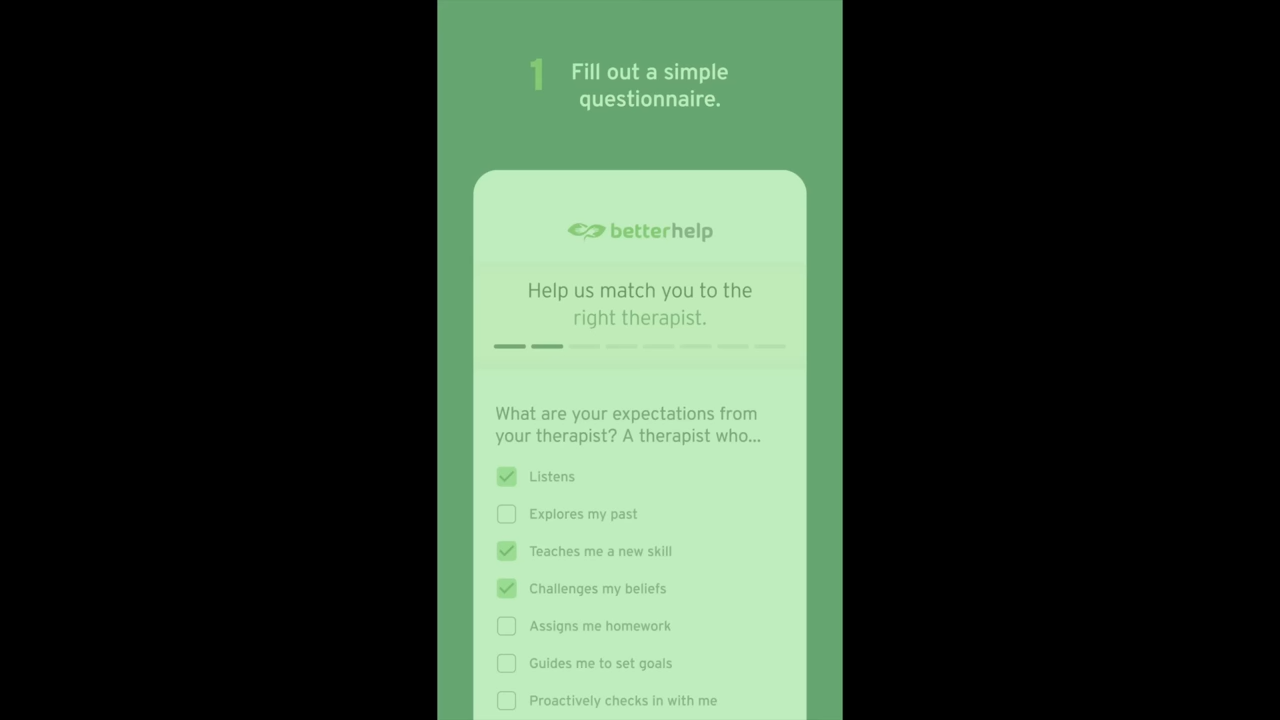 1 Fill out a simple
questionnaire.
betterhelp
Help us match you to the
right therapist.
What are your expectations from
your therapist? A therapist who...
Listens
Explores my past
Teaches me a new skill
Challenges my beliefs
Assigns me homework
Guides me to set goals
Proactively checks in with me